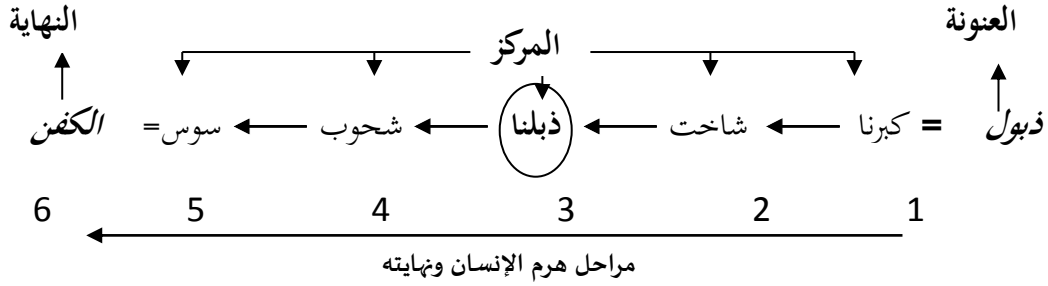 العنونة المركز النهاية
ذبول = كبرنا شاخت ذبلنا شحوب سوس= الكفن
1 2 3 4 5 6
مراحل هرم الإنسان ونهايته